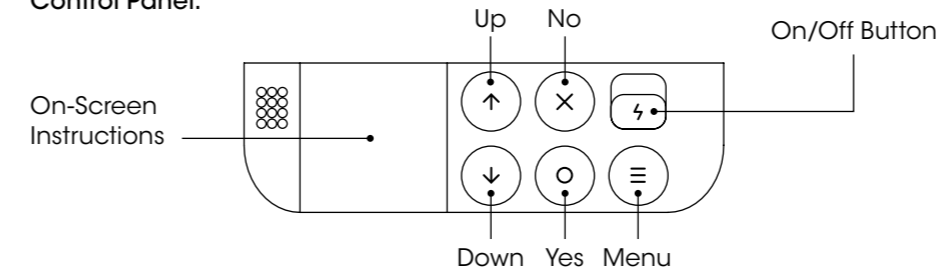 Control Panel:
Up No
On/Off Button
On-Screen
Instructions
Down Yes Menu